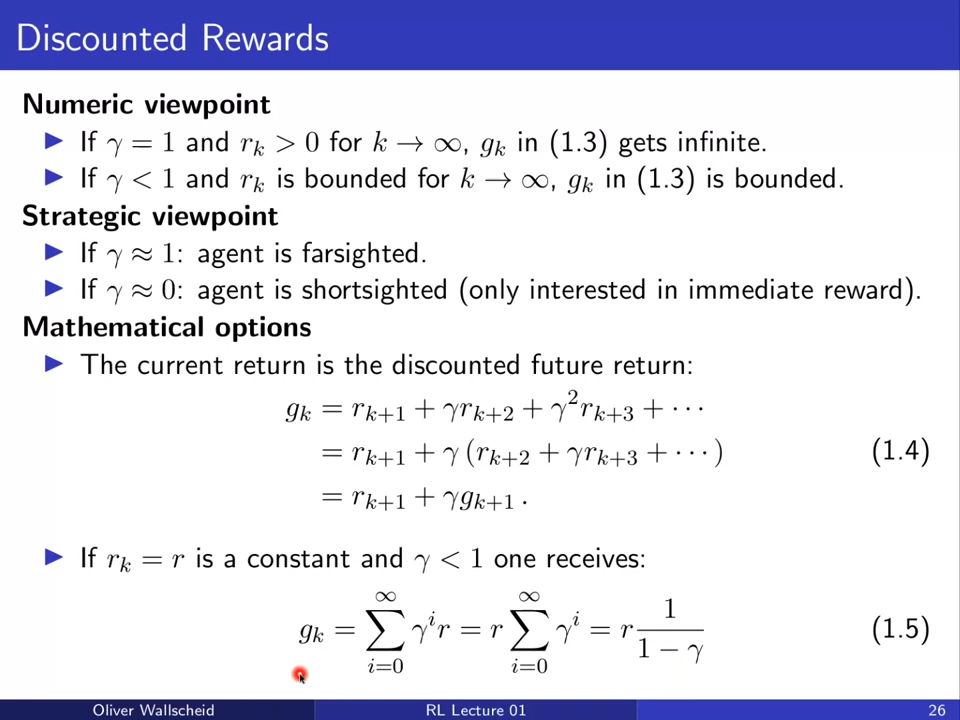 Discounted Rewards
Numeric viewpoint
▶ If γ = 1 and r_k > 0 for k → ∞, g_k in (1.3) gets infinite.
▶ If γ < 1 and r_k is bounded for k → ∞, g_k in (1.3) is bounded.
Strategic viewpoint
▶ If γ ≈ 1: agent is farsighted.
▶ If γ ≈ 0: agent is shortsighted (only interested in immediate reward).
Mathematical options
▶ The current return is the discounted future return:
g_k = r_{k+1} + γr_{k+2} + γ^2 r_{k+3} + ⋯
= r_{k+1} + γ (r_{k+2} + γr_{k+3} + ⋯) (1.4)
= r_{k+1} + γg_{k+1} .
▶ If r_k = r is a constant and γ < 1 one receives:
g_k = \sum_{i=0}^{∞} γ^i r = r \sum_{i=0}^{∞} γ^i = r \frac{1}{1 − γ} (1.5)
Oliver Wallscheid RL Lecture 01 26